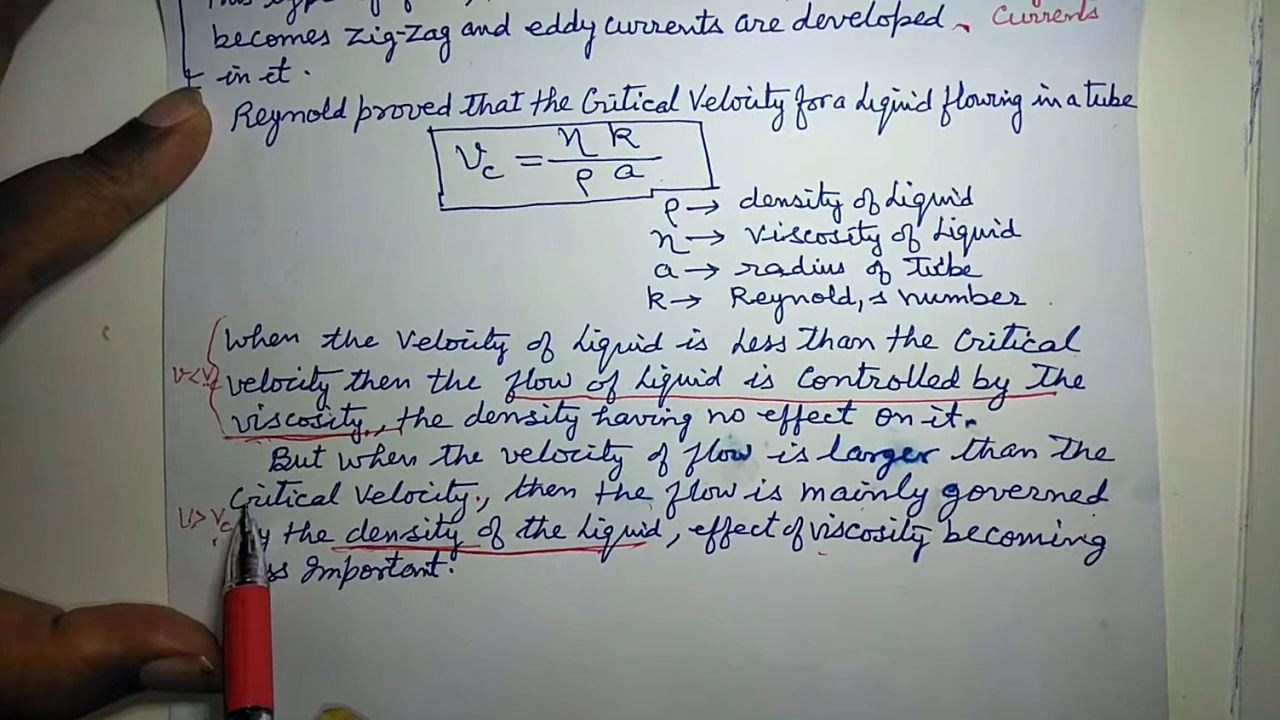 This type of
becomes zig-zag and eddy currents are developed. Currents
in it.
Reynold proved that the Critical Velocity for a Liquid flowing in a tube
Vc = η k / ρ a
ρ → density of Liquid
η → viscosity of Liquid
a → radius of Tube
k → Reynold,s number
When the Velocity of Liquid is Less than the Critical
V<Vc velocity then the flow of Liquid is Controlled by The
viscosity, the density having no effect on it.
But when the velocity of flow is larger than the
Critical Velocity, then the flow is mainly governed
V>Vc the density of the Liquid, effect of viscosity becoming
Important.